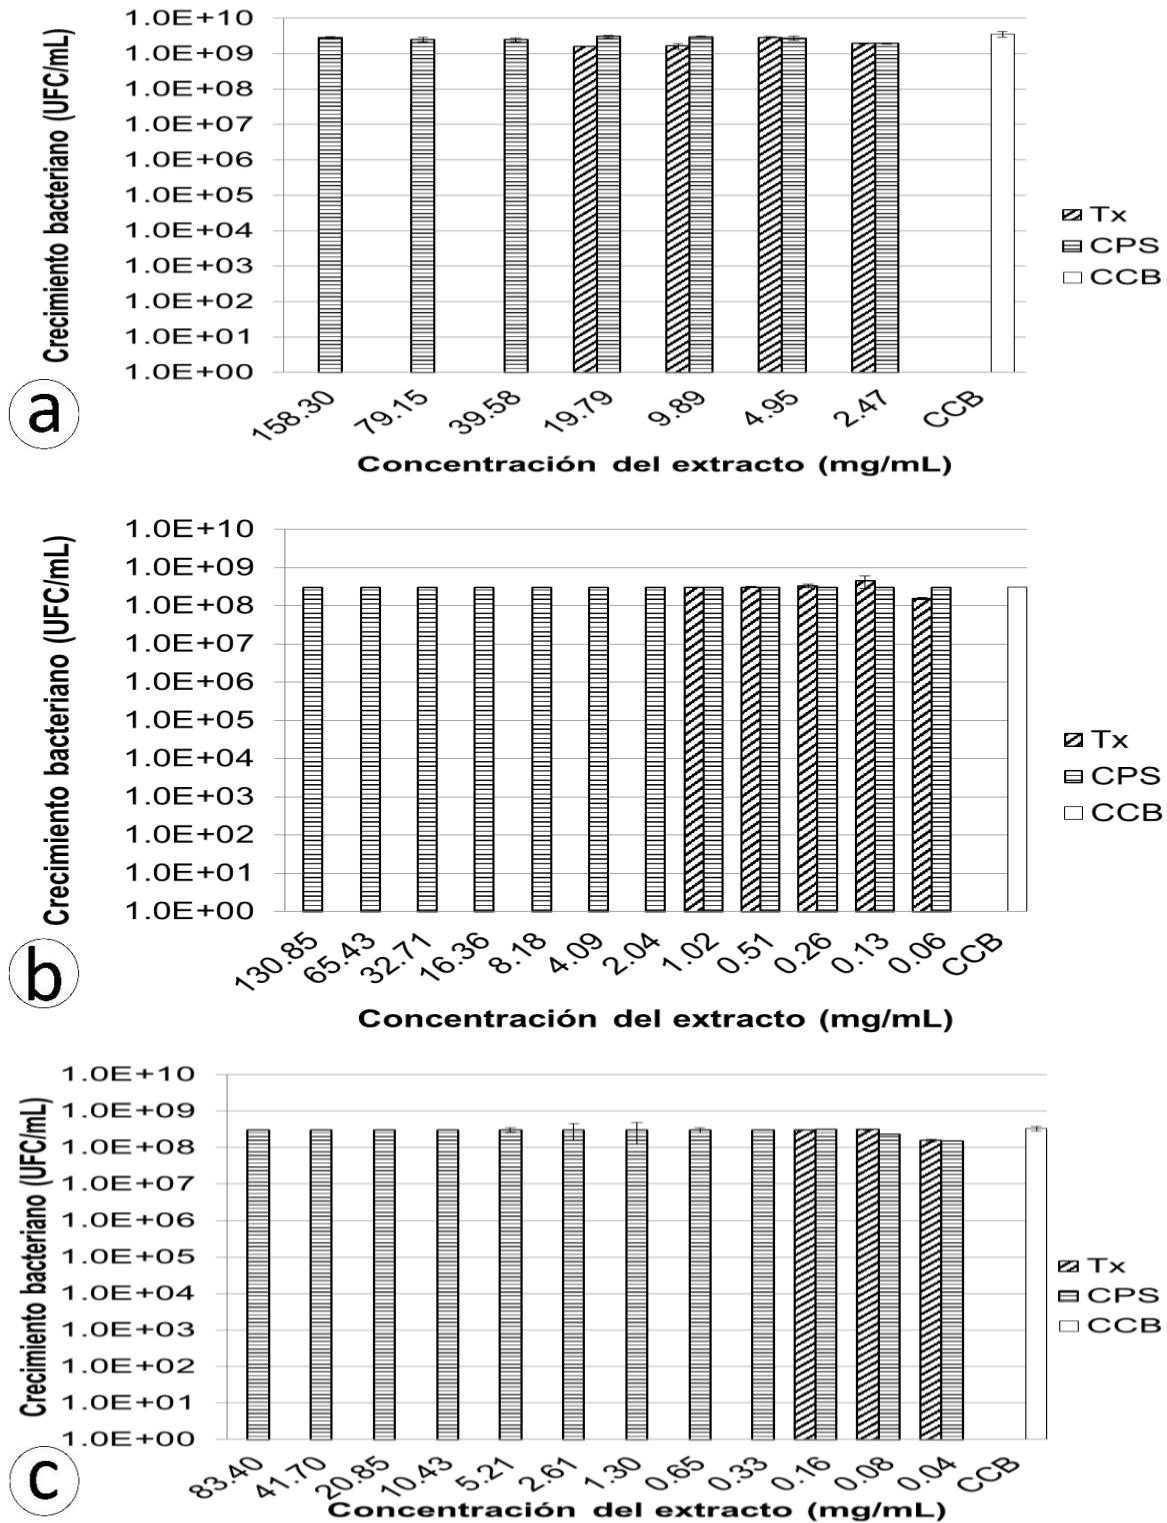 Crecimiento bacteriano (UFC/mL)
1.0E+10
1.0E+09
1.0E+08
1.0E+07
1.0E+06
1.0E+05
1.0E+04
1.0E+03
1.0E+02
1.0E+01
1.0E+00
Tx
CPS
CCB
158.30 79.15 39.58 19.79 9.89 4.95 2.47 CCB
a
Concentración del extracto (mg/mL)
Crecimiento bacteriano (UFC/mL)
1.0E+10
1.0E+09
1.0E+08
1.0E+07
1.0E+06
1.0E+05
1.0E+04
1.0E+03
1.0E+02
1.0E+01
1.0E+00
Tx
CPS
CCB
130.85 65.43 32.71 16.36 8.18 4.09 2.04 1.02 0.51 0.26 0.13 0.06 CCB
b
Concentración del extracto (mg/mL)
Crecimiento bacteriano (UFC/mL)
1.0E+10
1.0E+09
1.0E+08
1.0E+07
1.0E+06
1.0E+05
1.0E+04
1.0E+03
1.0E+02
1.0E+01
1.0E+00
Tx
CPS
CCB
83.40 41.70 20.85 10.43 5.21 2.61 1.30 0.65 0.33 0.16 0.08 0.04 CCB
c
Concentración del extracto (mg/mL)